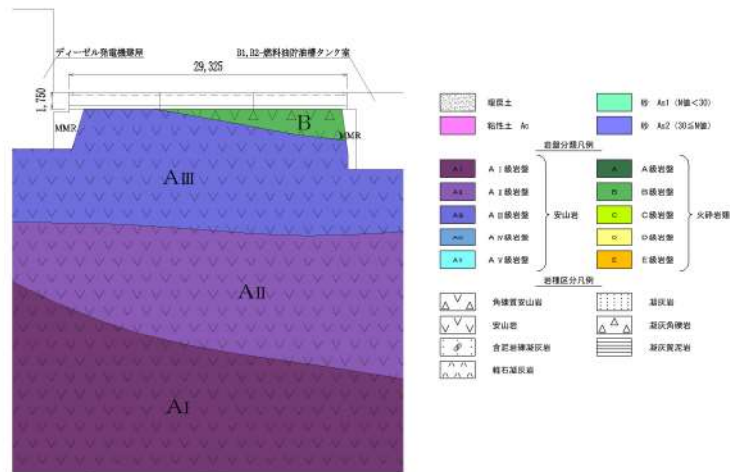 ディーゼル発電機建屋
B1,B2-燃料油貯油槽タンク室
29,325
1,750
MMR
MMR
B
AⅢ
AⅡ
AⅠ
埋戻土
砂 As1 (N値<30)
粘性土 Ac
砂 As2 (30≦N値)
岩盤分類凡例
AⅠ AⅠ級岩盤
A A級岩盤
AⅡ AⅡ級岩盤
B B級岩盤
AⅢ AⅢ級岩盤
安山岩
C C級岩盤
火砕岩類
AⅣ AⅣ級岩盤
D D級岩盤
AⅤ AⅤ級岩盤
E E級岩盤
岩種区分凡例
角礫質安山岩
凝灰岩
安山岩
凝灰角礫岩
含泥岩礫凝灰岩
凝灰質泥岩
軽石凝灰岩